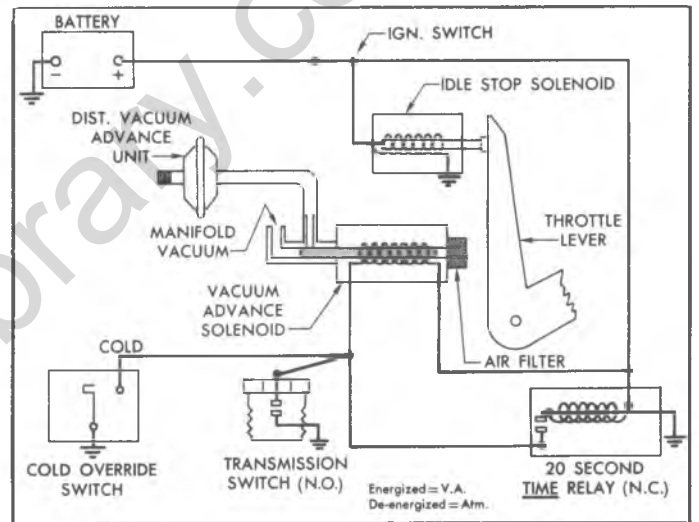 BATTERY
- +
IGN. SWITCH
IDLE STOP SOLENOID
DIST. VACUUM
ADVANCE
UNIT
MANIFOLD
VACUUM
THROTTLE
LEVER
VACUUM
ADVANCE
SOLENOID
AIR FILTER
COLD
COLD OVERRIDE
SWITCH
TRANSMISSION
SWITCH (N.O.)
Energized=V.A.
De-energized=Atm.
20 SECOND
TIME RELAY (N.C.)